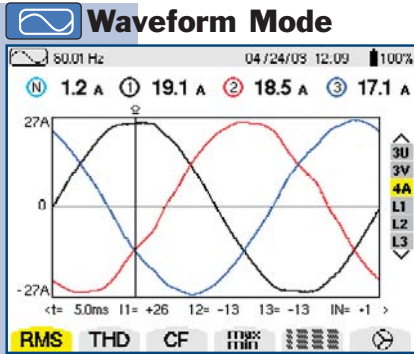 Waveform Mode
60.01 Hz 04/24/03 12:09 100%
N 1.2 A 1 19.1 A 2 18.5 A 3 17.1 A
27A
3U
3V
0
4A
L1
L2
L3
-27A
<t= 5.0ms I1= +26 I2= -13 I3= -13 IN= +1 >
RMS THD CF max
min